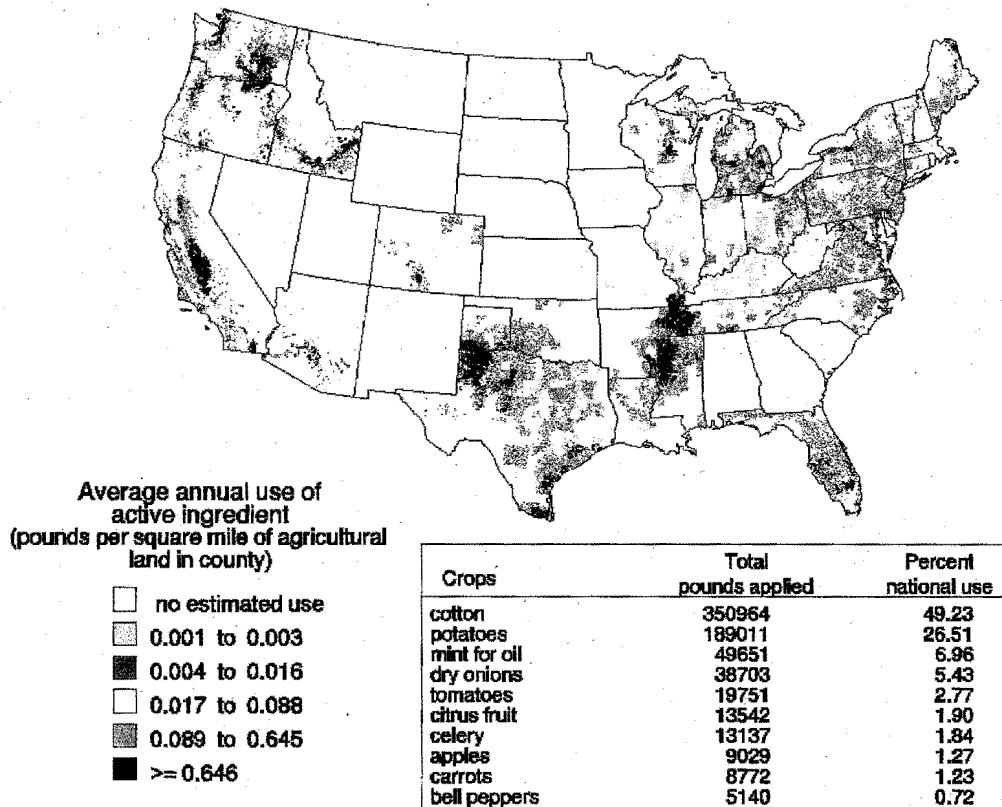 Average annual use of
active ingredient
(pounds per square mile of agricultural
land in county)
no estimated use
0.001 to 0.003
0.004 to 0.016
0.017 to 0.088
0.089 to 0.645
>= 0.646
Crops Total pounds applied Percent national use
cotton 350964 49.23
potatoes 189011 26.51
mint for oil 49651 6.96
dry onions 38703 5.43
tomatoes 19751 2.77
citrus fruit 13542 1.90
celery 13137 1.84
apples 9029 1.27
carrots 8772 1.23
bell peppers 5140 0.72